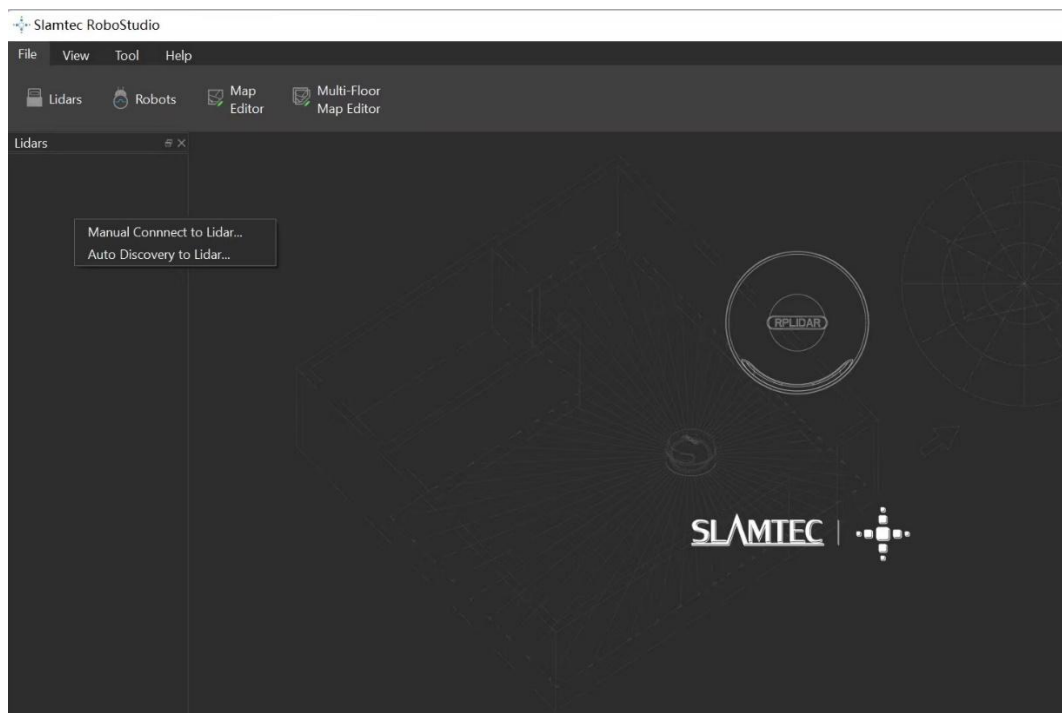 Slamtec RoboStudio
File View Tool Help
Lidars Robots Map Editor Multi-Floor Map Editor
Lidars
Manual Connnect to Lidar...
Auto Discovery to Lidar...
RPLIDAR
SLAMTEC